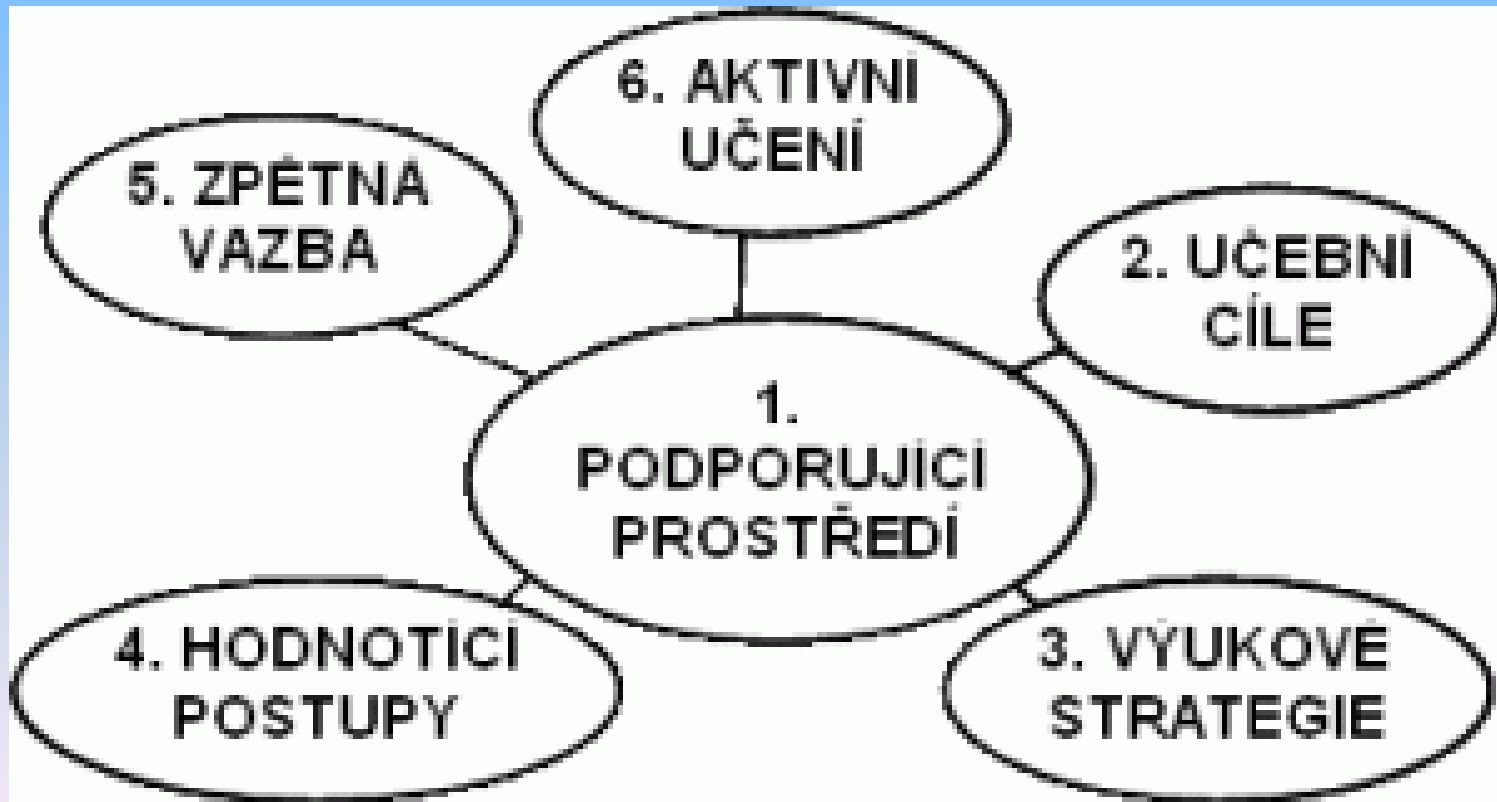 6. AKTIVNÍ
UČENÍ
5. ZPĚTNÁ
VAZBA
2. UČEBNÍ
CÍLE
1.
PODPORUJÍCÍ
PROSTŘEDÍ
4. HODNOTÍCÍ
POSTUPY
3. VÝUKOVÉ
STRATEGIE